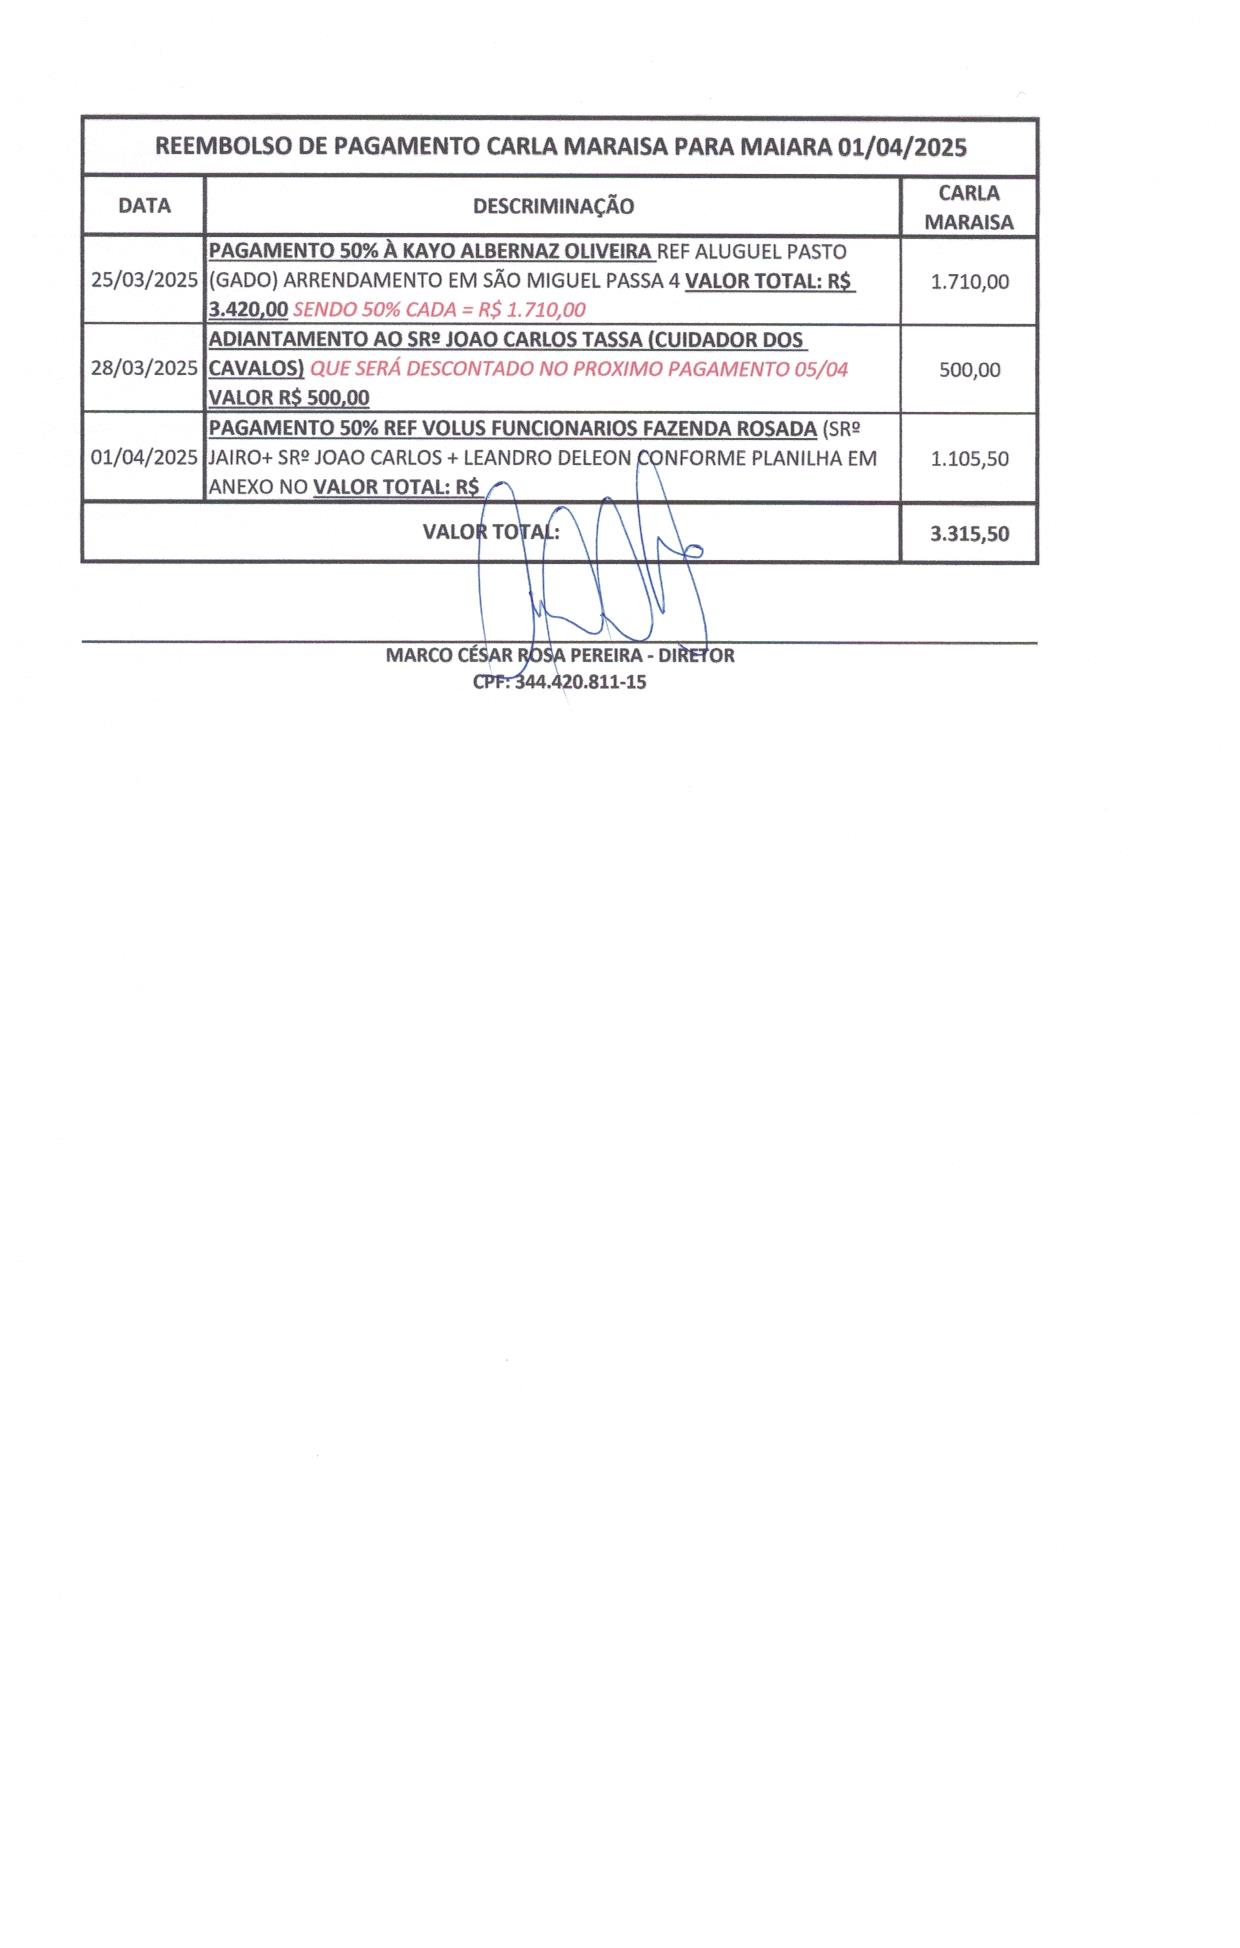 REEMBOLSO DE PAGAMENTO CARLA MARAISA PARA MAIARA 01/04/2025
DATA
DESCRIMINAÇÃO
CARLA
MARAISA
25/03/2025
PAGAMENTO 50% À KAYO ALBERNAZ OLIVEIRA REF ALUGUEL PASTO
(GADO) ARRENDAMENTO EM SÃO MIGUEL PASSA 4 VALOR TOTAL: R$
3.420,00 SENDO 50% CADA = R$ 1.710,00
1.710,00
28/03/2025
ADIANTAMENTO AO SRº JOAO CARLOS TASSA (CUIDADOR DOS
CAVALOS) QUE SERÁ DESCONTADO NO PROXIMO PAGAMENTO 05/04
VALOR R$ 500,00
500,00
01/04/2025
PAGAMENTO 50% REF VOLUS FUNCIONARIOS FAZENDA ROSADA (SRº
JAIRO+ SRº JOAO CARLOS + LEANDRO DELEON CONFORME PLANILHA EM
ANEXO NO VALOR TOTAL: R$
1.105,50
VALOR TOTAL:
3.315,50
MARCO CÉSAR ROSA PEREIRA - DIRETOR
CPF: 344.420.811-15